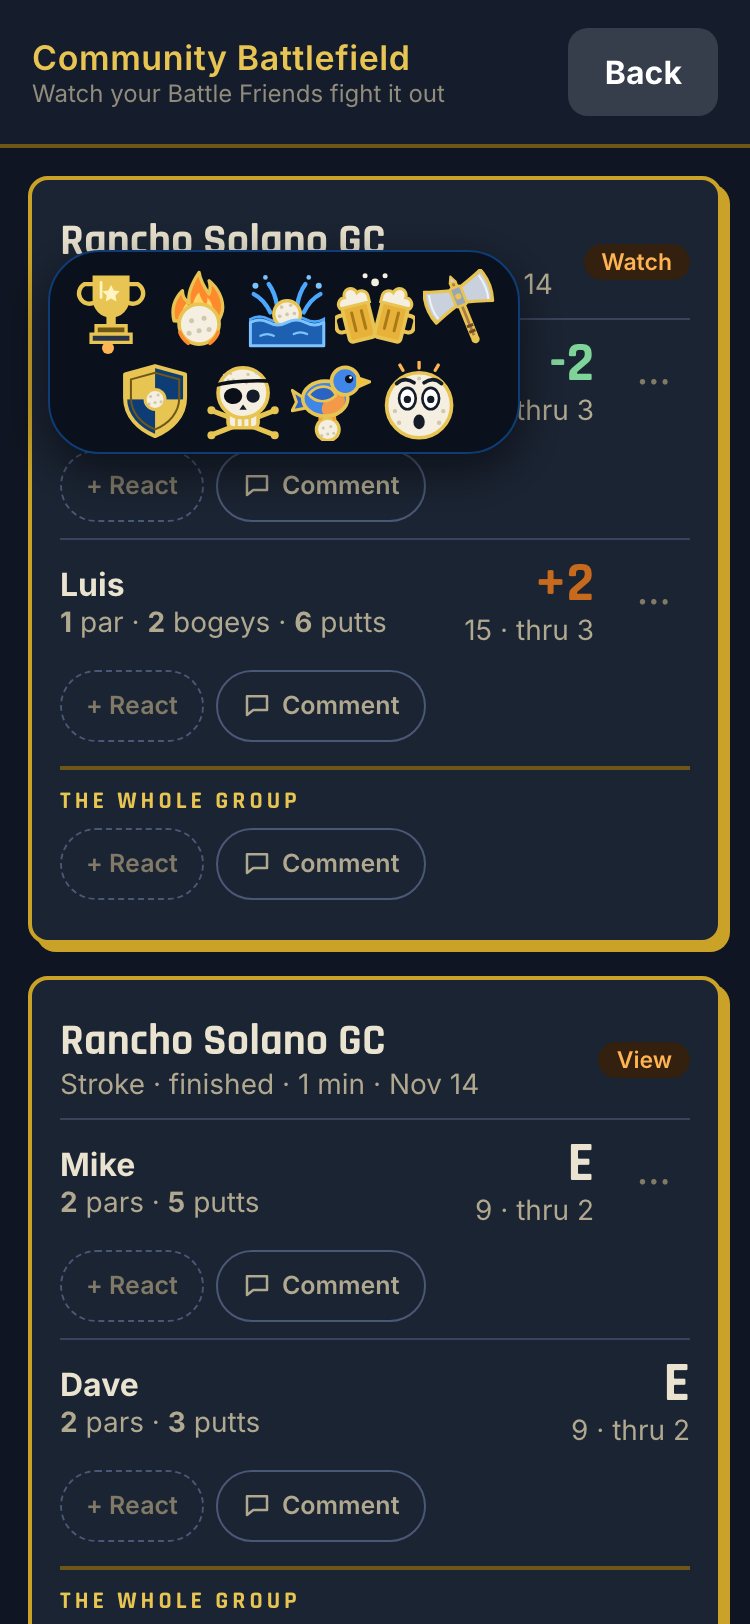 Community Battlefield
Watch your Battle Friends fight it out
Back
Rancho Solano GC
14
Watch
-2
...
thru 3
+ React
Comment
Luis
+2
...
1 par · 2 bogeys · 6 putts
15 · thru 3
+ React
Comment
THE WHOLE GROUP
+ React
Comment
Rancho Solano GC
View
Stroke · finished · 1 min · Nov 14
Mike
E
...
2 pars · 5 putts
9 · thru 2
+ React
Comment
Dave
E
2 pars · 3 putts
9 · thru 2
+ React
Comment
THE WHOLE GROUP